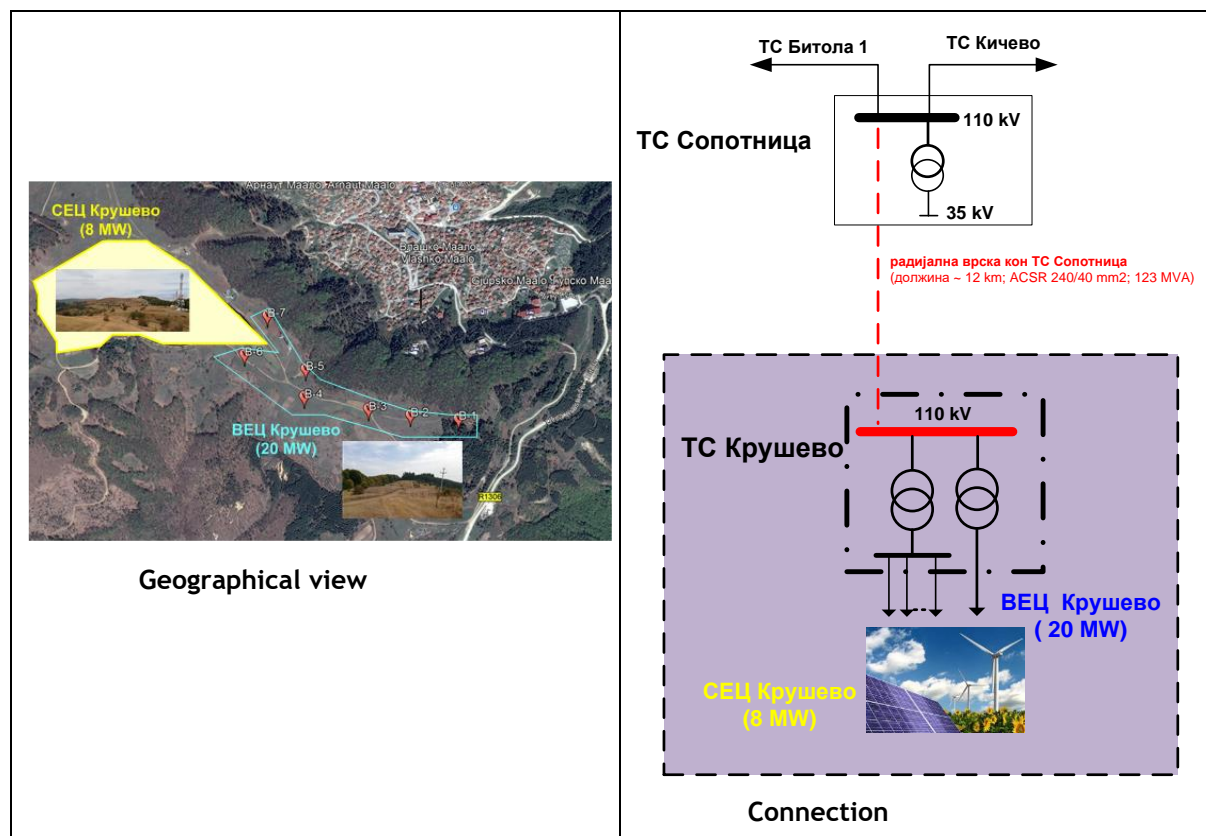 Арнаут Маало Arnaut Maalo
СЕЦ Крушево
(8 MW)
Влашко Маало
Vlashko Maalo
Gjupsko Maalo Ѓупско Маа
B-7
B-6
B-5
B-4
B-3
B-2
B-1
ВЕЦ Крушево
(20 MW)
R1306
Geographical view
ТС Битола 1
ТС Кичево
110 kV
ТС Сопотница
35 kV
радијална врска кон ТС Сопотница
(должина ~ 12 km; ACSR 240/40 mm2; 123 MVA)
110 kV
ТС Крушево
ВЕЦ Крушево
( 20 MW)
СЕЦ Крушево
(8 MW)
Connection